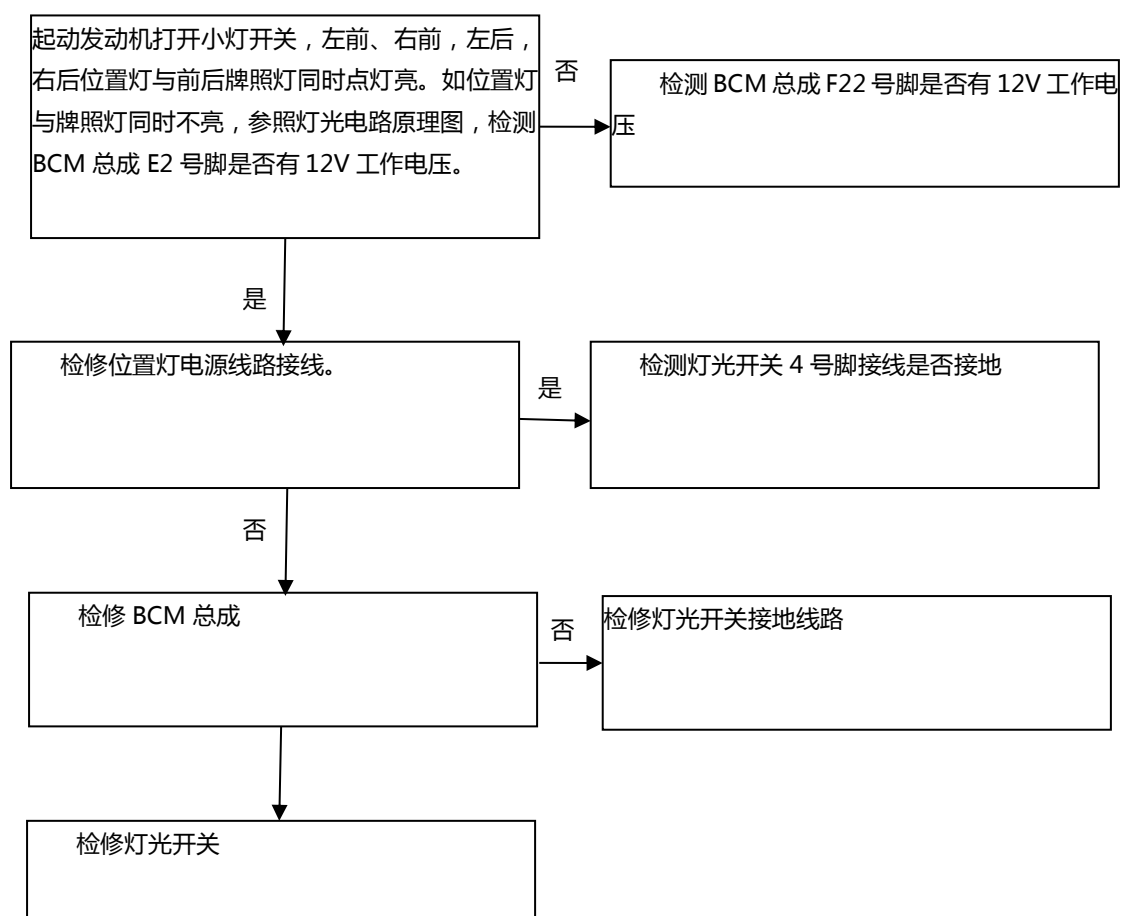 起动发动机打开小灯开关，左前、右前，左后，
右后位置灯与前后牌照灯同时点灯亮。如位置灯
与牌照灯同时不亮，参照灯光电路原理图，检测
BCM 总成 E2 号脚是否有 12V 工作电压。
否
检测 BCM 总成 F22 号脚是否有 12V 工作电
压
是
检修位置灯电源线路接线。
是
检测灯光开关 4 号脚接线是否接地
否
检修 BCM 总成
否
检修灯光开关接地线路
检修灯光开关